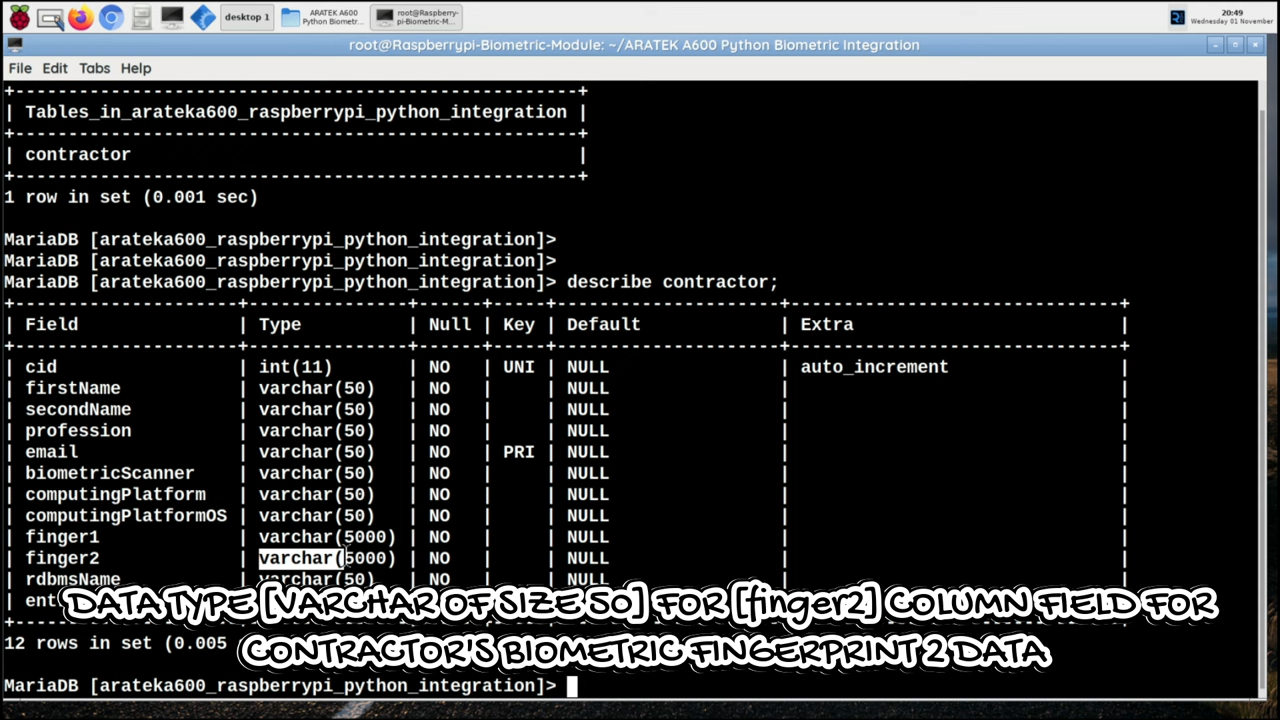 desktop 1
ARATEK A600
Python Biometr...
root@Raspberry-
pi-Biometric-M...
20:49
Wednesday 01 November
root@Raspberrypi-Biometric-Module: ~/ARATEK A600 Python Biometric Integration
File Edit Tabs Help
+------------------------------------------------------+
| Tables_in_arateka600_raspberrypi_python_integration |
+------------------------------------------------------+
| contractor |
+------------------------------------------------------+
1 row in set (0.001 sec)
MariaDB [arateka600_raspberrypi_python_integration]>
MariaDB [arateka600_raspberrypi_python_integration]>
MariaDB [arateka600_raspberrypi_python_integration]> describe contractor;
| Field | Type | Null | Key | Default | Extra |
| cid | int(11) | NO | UNI | NULL | auto_increment |
| firstName | varchar(50) | NO | | NULL | |
| secondName | varchar(50) | NO | | NULL | |
| profession | varchar(50) | NO | | NULL | |
| email | varchar(50) | NO | PRI | NULL | |
| biometricScanner | varchar(50) | NO | | NULL | |
| computingPlatform | varchar(50) | NO | | NULL | |
| computingPlatformOS | varchar(50) | NO | | NULL | |
| finger1 | varchar(5000) | NO | | NULL | |
| finger2 | varchar(5000) | NO | | NULL | |
| rdbmsName | varchar(50) | NO | | NULL | |
DATA TYPE [VARCHAR OF SIZE 50] FOR [finger2] COLUMN FIELD FOR
12 rows in set (0.005
CONTRACTOR'S BIOMETRIC FINGERPRINT 2 DATA
MariaDB [arateka600_raspberrypi_python_integration]>